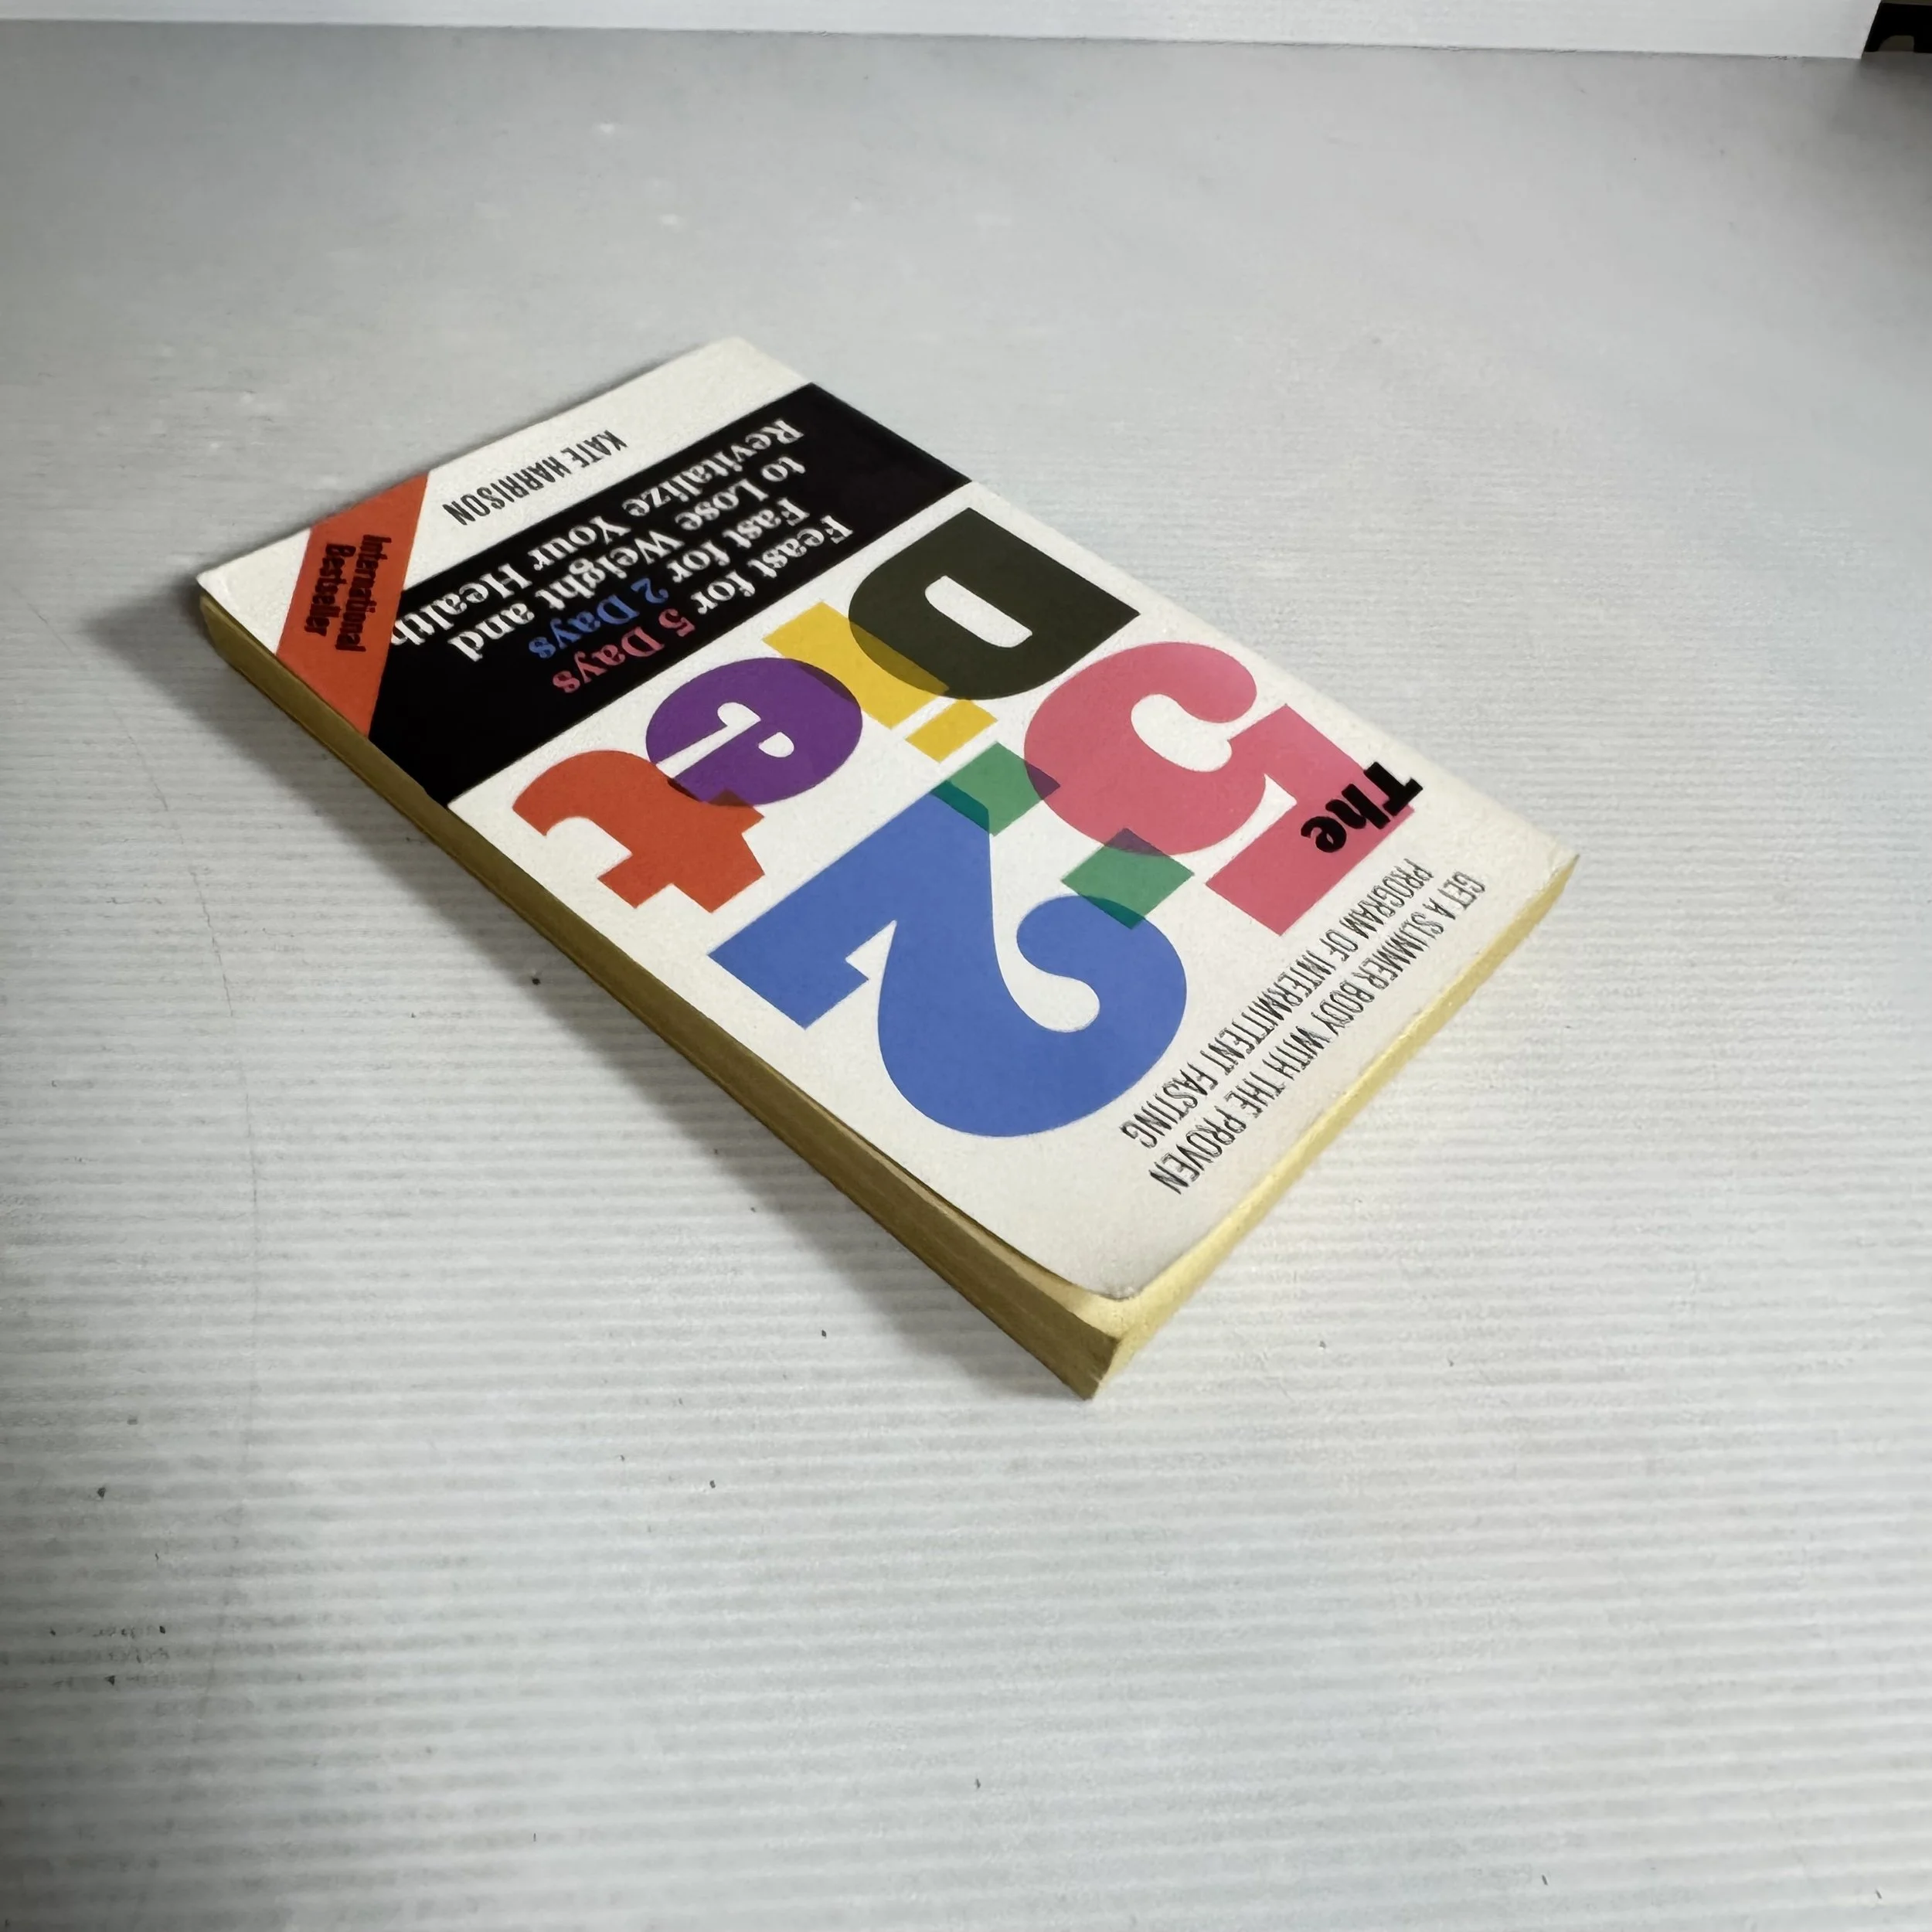 GET A SLIMMER BODY WITH THE PROVEN
PROGRAM OF INTERMITTENT FASTING
The
5:2
Diet
Feast for 5 Days
Fast for 2 Days
to Lose Weight and
Revitalize Your Health
KATE HARRISON
International
Bestseller